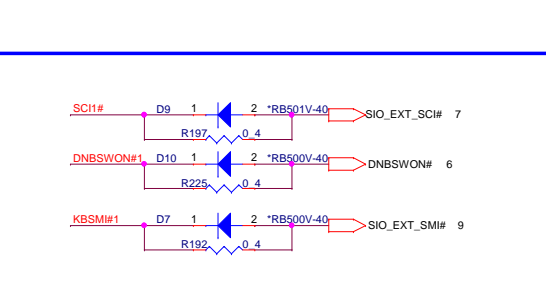 SCI1# D9 1 2 *RB501V-40 SIO_EXT_SCI# 7
R197 0_4
DNBSWON#1 D10 1 2 *RB500V-40 DNBSWON# 6
R225 0_4
KBSMI#1 D7 1 2 *RB500V-40 SIO_EXT_SMI# 9
R192 0_4